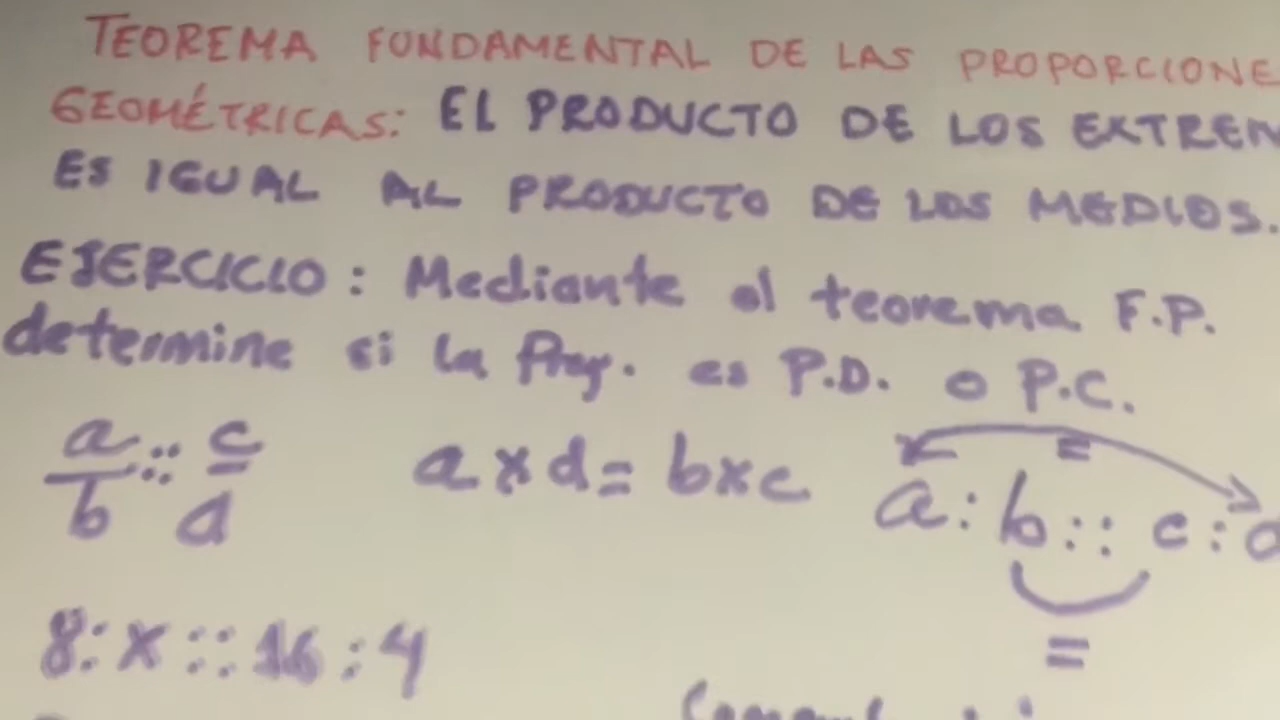 TEOREMA FUNDAMENTAL DE LAS PROPORCIONE
GEOMÉTRICAS: EL PRODUCTO DE LOS EXTREM
ES IGUAL AL PRODUCTO DE LOS MEDIOS.
EJERCICIO: Mediante el teorema F.P.
determine si la Prop. es P.D. o P.C.
a/b :: c/d a x d = b x c =
a : b :: c : d
=
8 : x :: 16 : 4